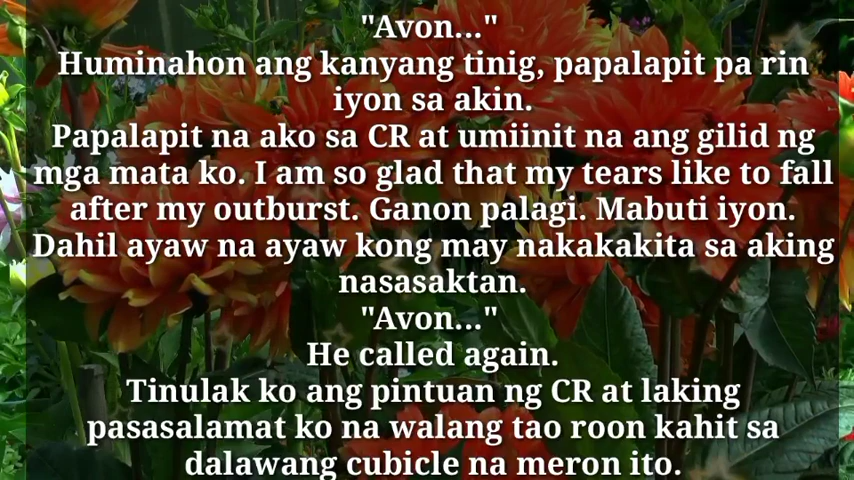 "Avon..."
Huminahon ang kanyang tinig, papalapit pa rin
iyon sa akin.
Papalapit na ako sa CR at umiinit na ang gilid ng
mga mata ko. I am so glad that my tears like to fall
after my outburst. Ganon palagi. Mabuti iyon.
Dahil ayaw na ayaw kong may nakakakita sa aking
nasasaktan.
"Avon..."
He called again.
Tinulak ko ang pintuan ng CR at laking
pasasalamat ko na walang tao roon kahit sa
dalawang cubicle na meron ito.